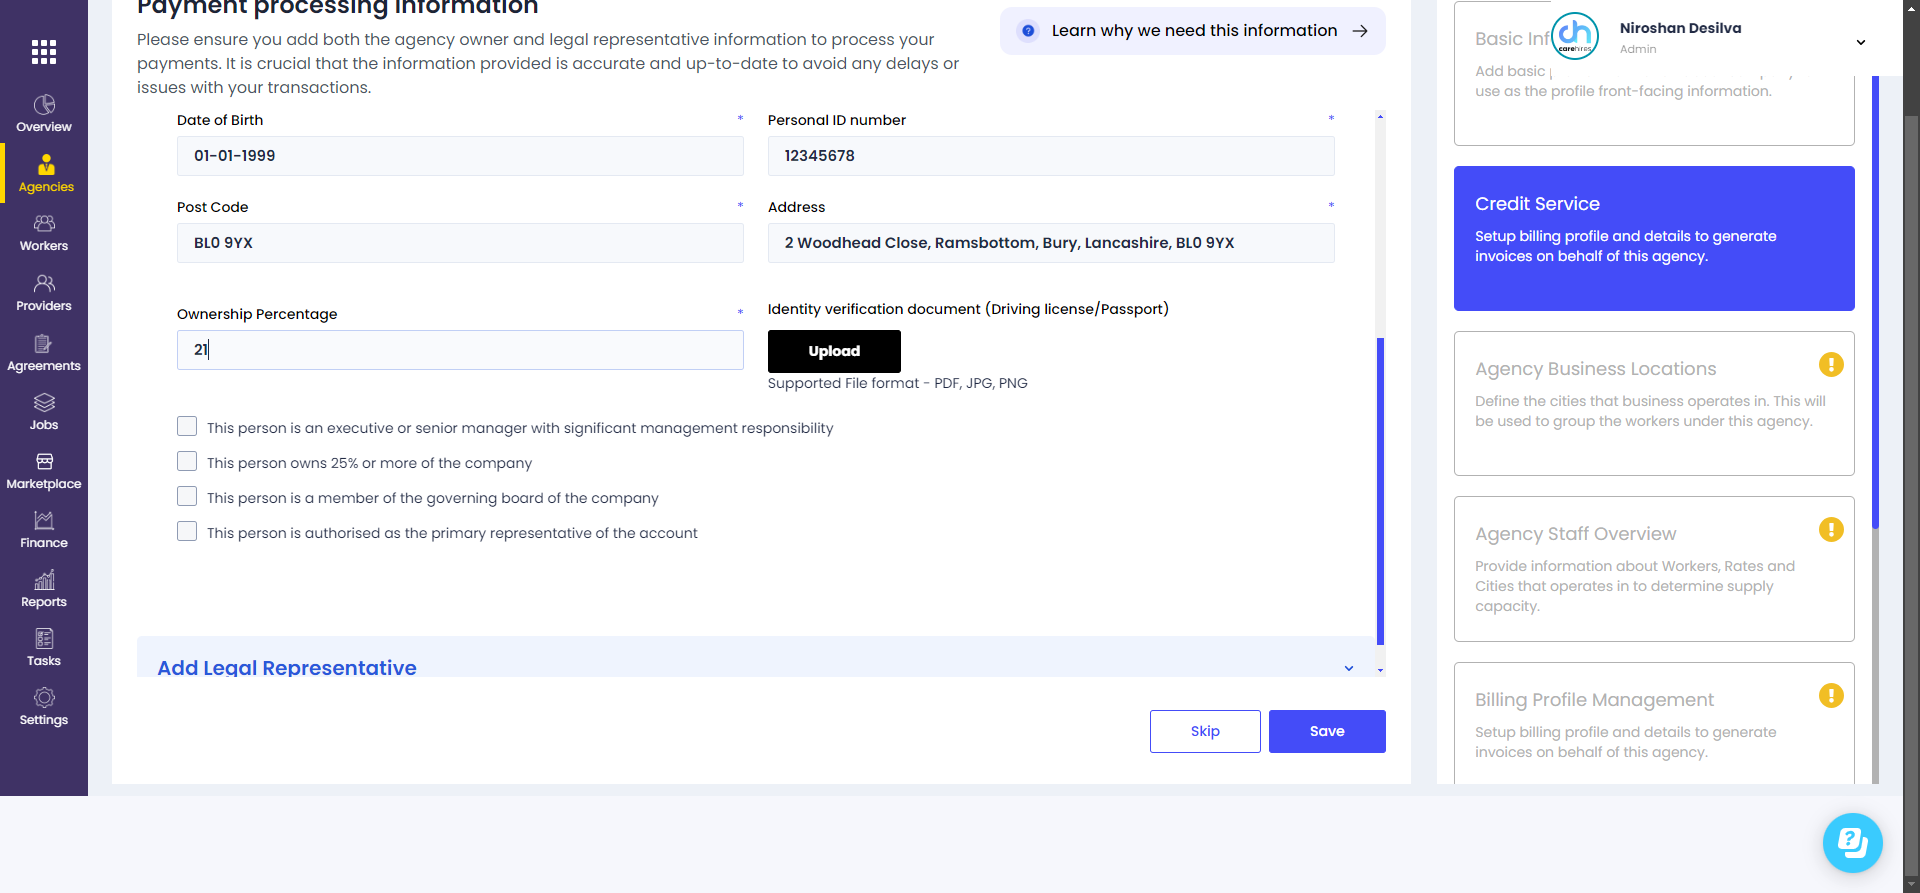 Payment processing information
Please ensure you add both the agency owner and legal representative information to process your
payments. It is crucial that the information provided is accurate and up-to-date to avoid any delays or
issues with your transactions.
Learn why we need this information
Overview
Agencies
Workers
Providers
Agreements
Jobs
Marketplace
Finance
Reports
Tasks
Settings
Date of Birth *
01-01-1999
Personal ID number *
12345678
Post Code *
BL0 9YX
Address *
2 Woodhead Close, Ramsbottom, Bury, Lancashire, BL0 9YX
Ownership Percentage *
21
Identity verification document (Driving license/Passport)
Upload
Supported File format - PDF, JPG, PNG
This person is an executive or senior manager with significant management responsibility
This person owns 25% or more of the company
This person is a member of the governing board of the company
This person is authorised as the primary representative of the account
Add Legal Representative
Skip
Save
ch
carehires
Niroshan Desilva
Admin
Basic Inf
Add basic
use as the profile front-facing information.
Credit Service
Setup billing profile and details to generate
invoices on behalf of this agency.
Agency Business Locations
Define the cities that business operates in. This will
be used to group the workers under this agency.
Agency Staff Overview
Provide information about Workers, Rates and
Cities that operates in to determine supply
capacity.
Billing Profile Management
Setup billing profile and details to generate
invoices on behalf of this agency.